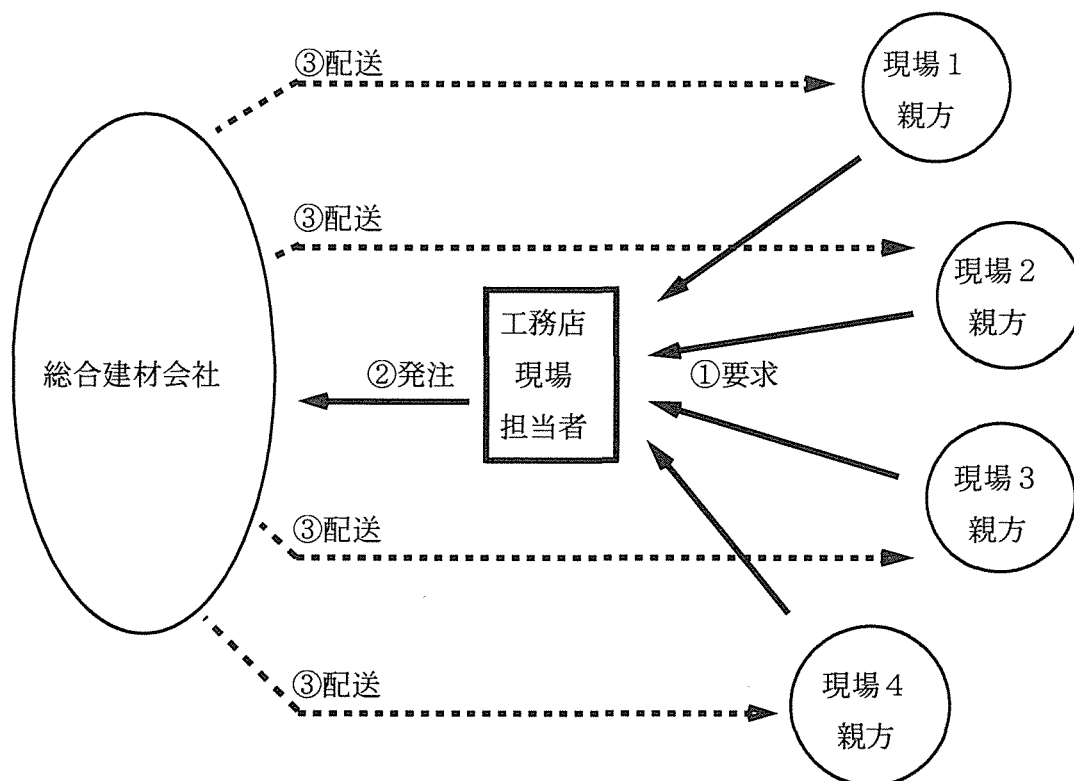 ③配送
現場１
親方
③配送
現場２
親方
工務店
現場
担当者
総合建材会社
②発注
①要求
現場３
親方
③配送
③配送
現場４
親方